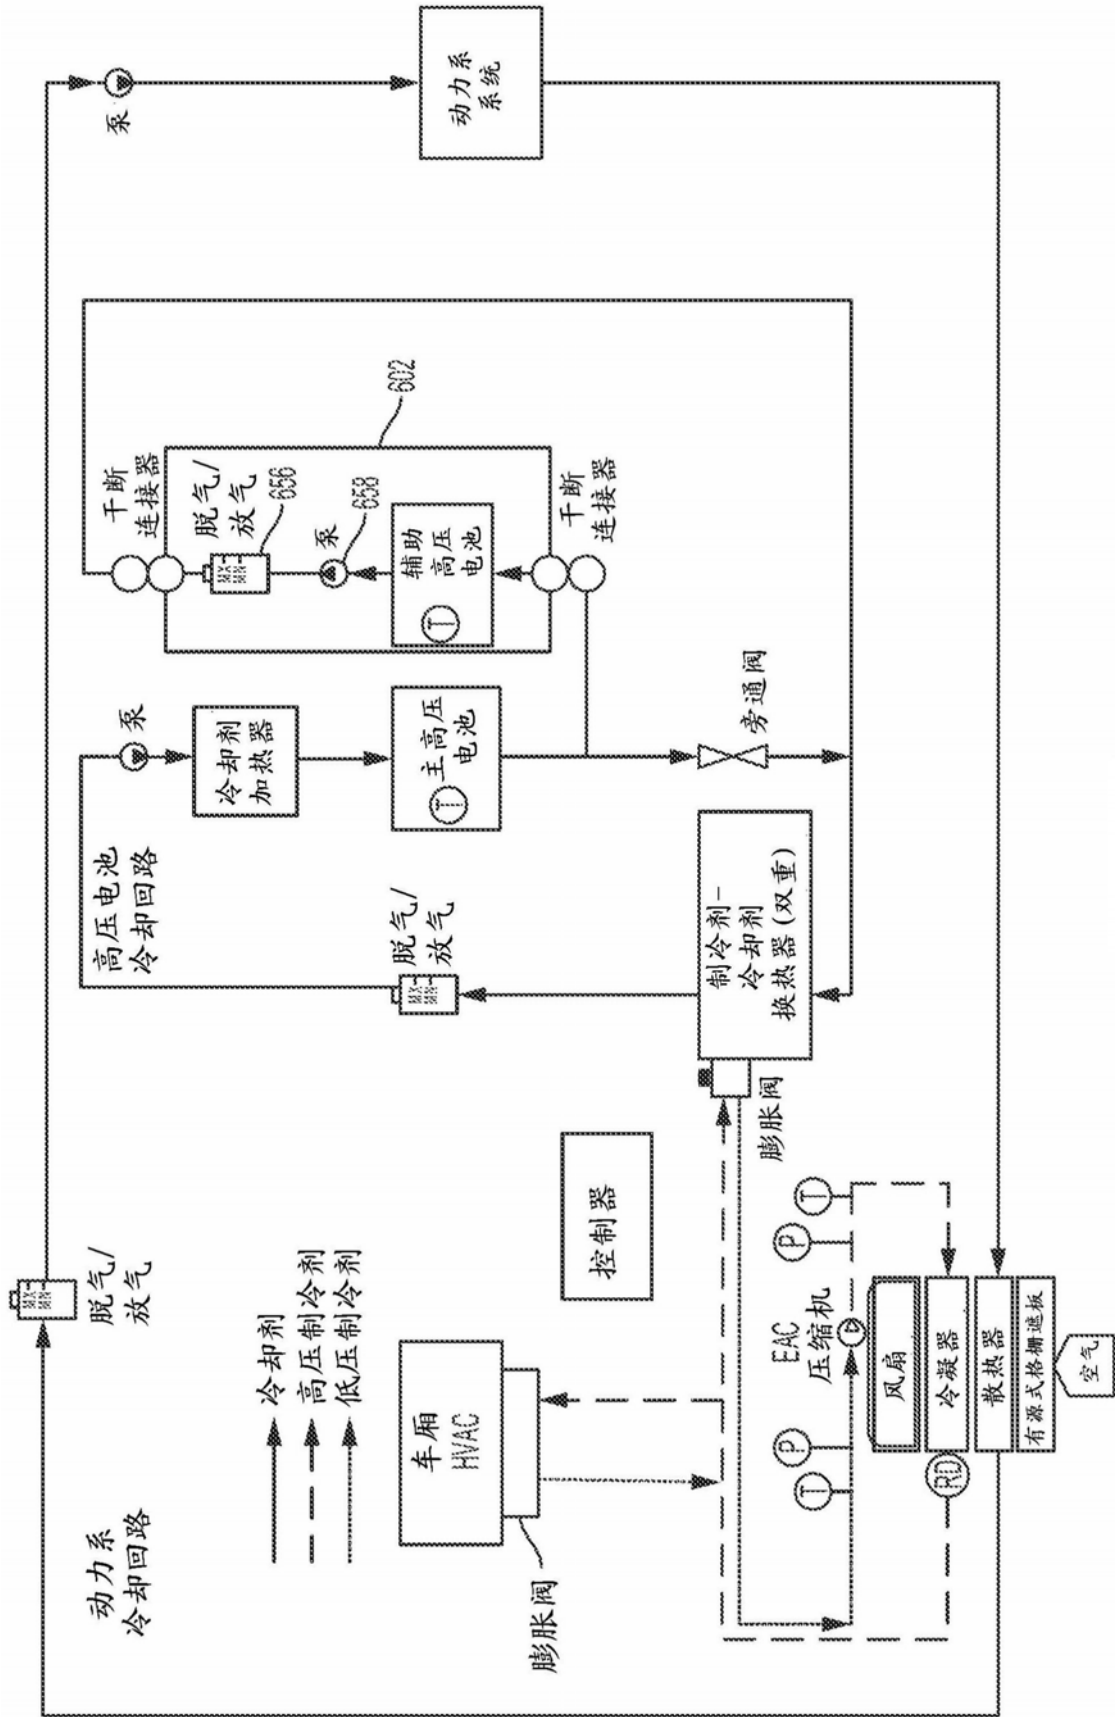 动力系
冷却回路
脱气/
放气
MX
MN
高压电池
冷却回路
泵
干断
连接器
泵
冷却剂
高压制冷剂
低压制冷剂
冷却剂
加热器
脱气/
放气
MX
MN
656
泵
658
602
车厢
HVAC
膨胀阀
脱气/
放气
MX
MN
T
主高压
电池
T
辅助
高压
电池
动力系
系统
控制器
干断
连接器
制冷剂-
冷却剂
换热器(双重)
膨胀阀
旁通阀
EAC
压缩机
T
P
P
T
风扇
RD
冷凝器
散热器
有源式格栅遮板
空气